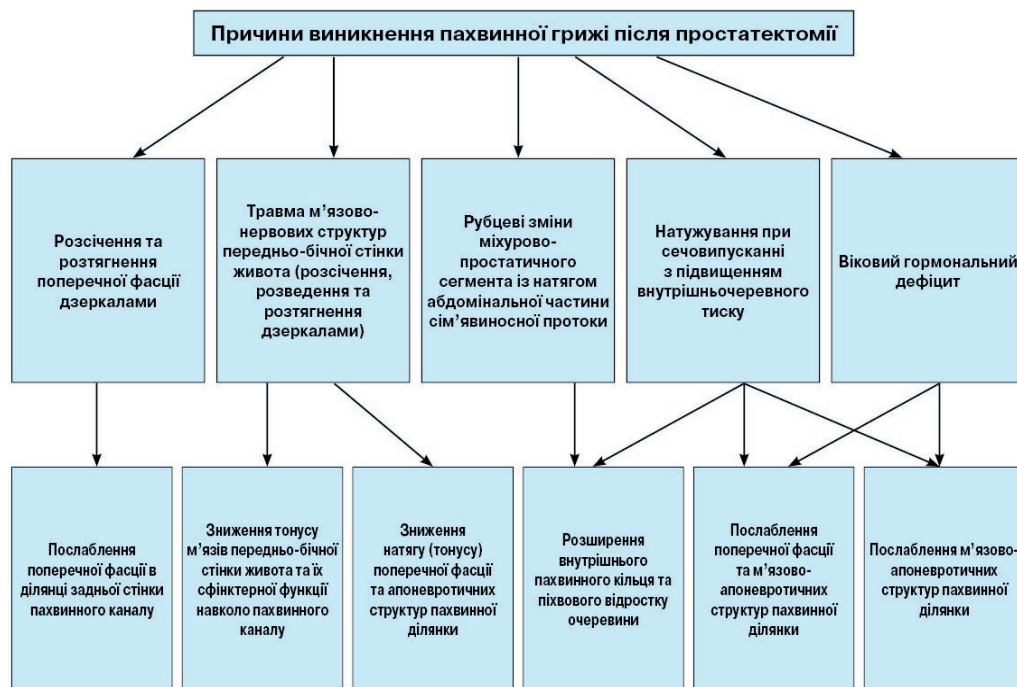 Причини виникнення пахвинної грижі після простатектомії
Розсічення та
розтягнення
поперечної фасції
дзеркалами
Травма м’язово-
нервових структур
передньо-бічної стінки
живота (розсічення,
розведення та
розтягнення
дзеркалами)
Рубцеві зміни
міхурово-
простатичного
сегмента із натягом
абдомінальної частини
сім’явиносної протоки
Натужування при
сечовипусканні
з підвищенням
внутрішньочеревного
тиску
Віковий гормональний
дефіцит
Послаблення
поперечної фасції в
ділянці задньої стінки
пахвинного каналу
Зниження тонусу
м’язів передньо-бічної
стінки живота та їх
сфінктерної функції
навколо пахвинного
каналу
Зниження
натягу (тонусу)
поперечної фасції
та апоневротичних
структур пахвинної
ділянки
Розширення
внутрішнього
пахвинного кільця та
піхвового відростку
очеревини
Послаблення
поперечної фасції
та м’язово-
апоневротичних
структур пахвинної
ділянки
Послаблення м’язово-
апоневротичних
структур пахвинної
ділянки